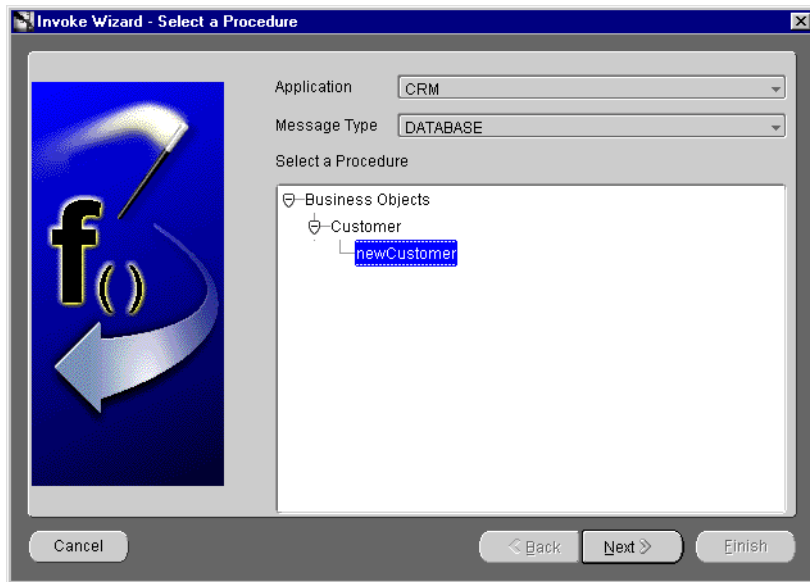 Invoke Wizard - Select a Procedure
Application CRM
Message Type DATABASE
Select a Procedure
Business Objects
Customer
newCustomer
f()
Cancel Back Next Finish